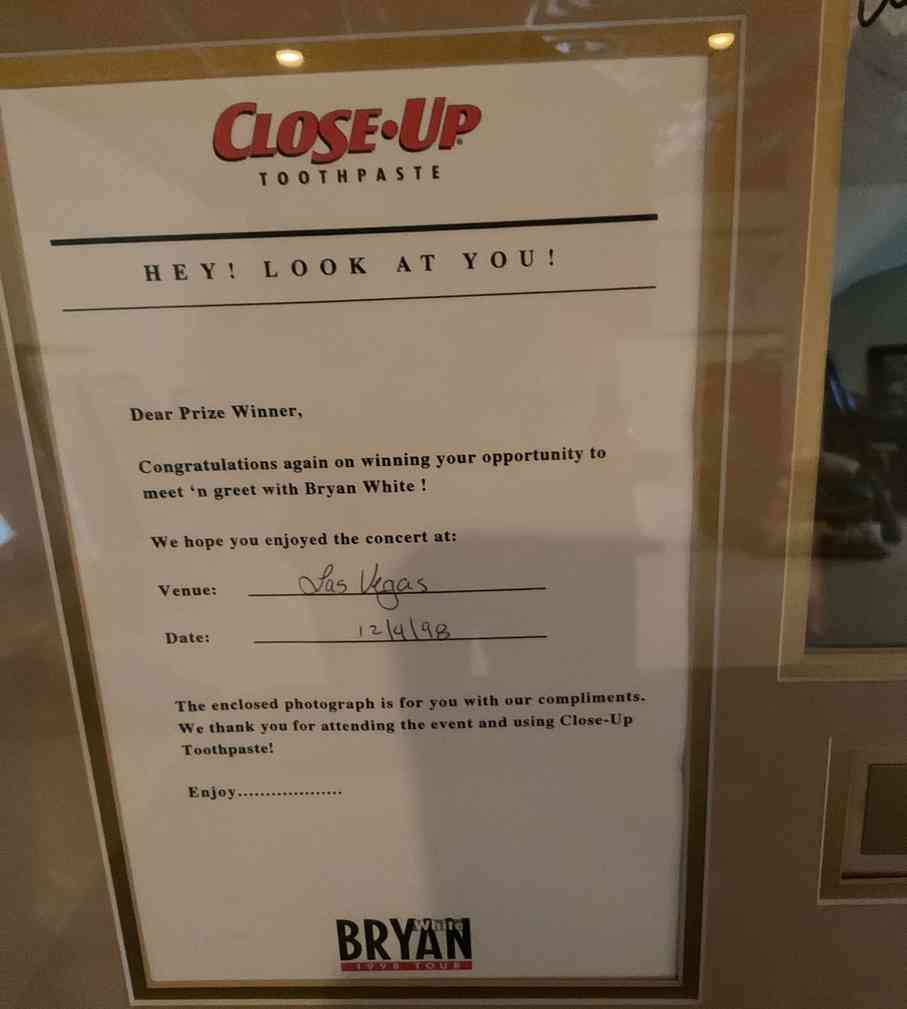 CLOSE•UP
TOOTHPASTE
HEY! LOOK AT YOU!
Dear Prize Winner,
Congratulations again on winning your opportunity to
meet ‘n greet with Bryan White !
We hope you enjoyed the concert at:
Venue: Las Vegas
Date: 12/4/98
The enclosed photograph is for you with our compliments.
We thank you for attending the event and using Close-Up
Toothpaste!
Enjoy...................
White
BRYAN
1998 TOUR